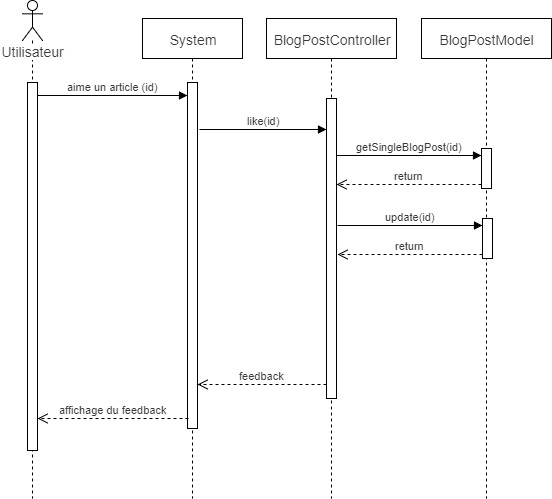 Utilisateur
System
BlogPostController
BlogPostModel
aime un article (id)
like(id)
getSingleBlogPost(id)
return
update(id)
return
feedback
affichage du feedback